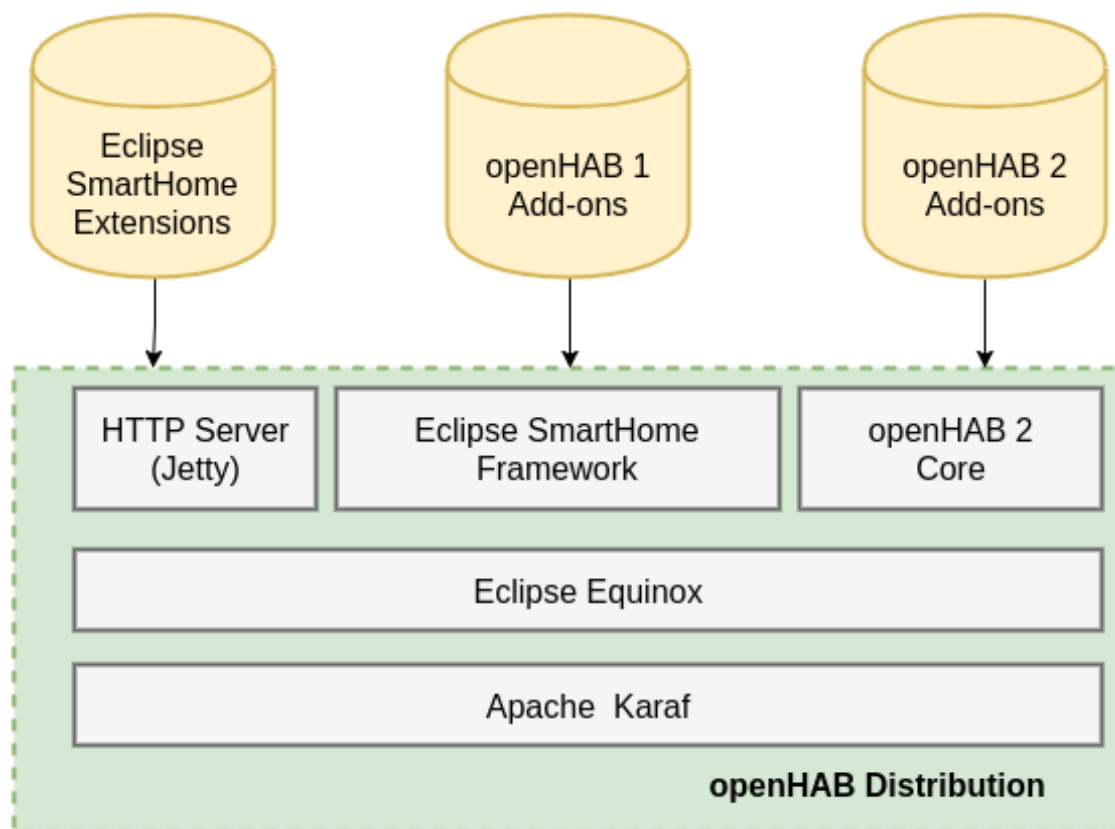 Eclipse
SmartHome
Extensions
openHAB 1
Add-ons
openHAB 2
Add-ons
HTTP Server
(Jetty)
Eclipse SmartHome
Framework
openHAB 2
Core
Eclipse Equinox
Apache  Karaf
openHAB Distribution